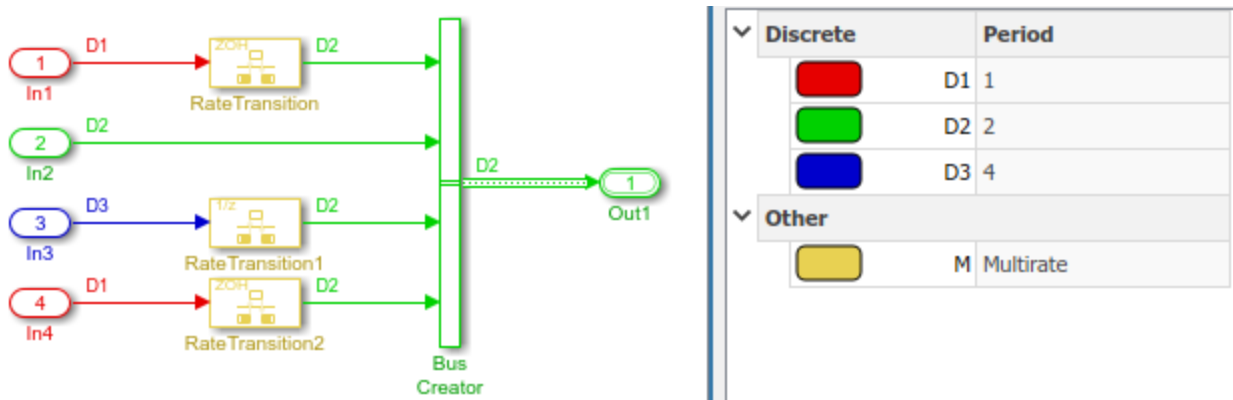 D1
ZOH
D2
1
In1
RateTransition
D2
2
In2
D2
1
Out1
D3
1/z
D2
3
In3
RateTransition1
D1
ZOH
D2
4
In4
RateTransition2
Bus
Creator
Discrete Period
D1 1
D2 2
D3 4
Other
M Multirate